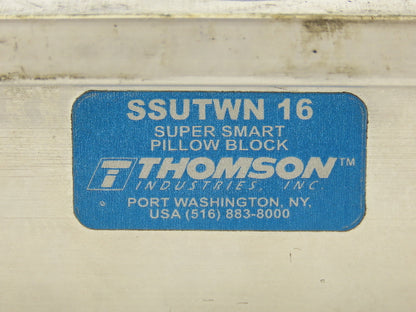 SSUTWN 16
SUPER SMART
PILLOW BLOCK
THOMSON™
INDUSTRIES, INC.
PORT WASHINGTON, NY,
USA (516) 883-8000